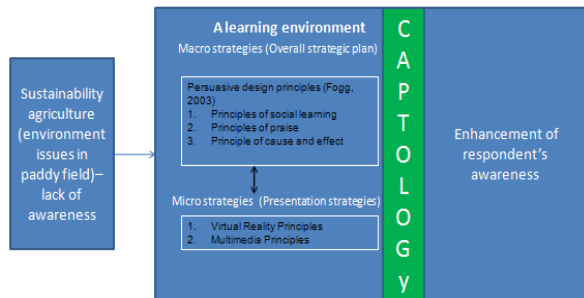 Sustainability
agriculture
(environment
issues in
paddy field)–
lack of
awareness
A learning environment
Macro strategies (Overall strategic plan)
Persuasive design principles (Fogg,
2003)
1. Principles of social learning
2. Principles of praise
3. Principle of cause and effect
Micro strategies (Presentation strategies)
1. Virtual Reality Principles
2. Multimedia Principles
C
A
P
T
O
L
O
G
y
Enhancement of
respondent's
awareness